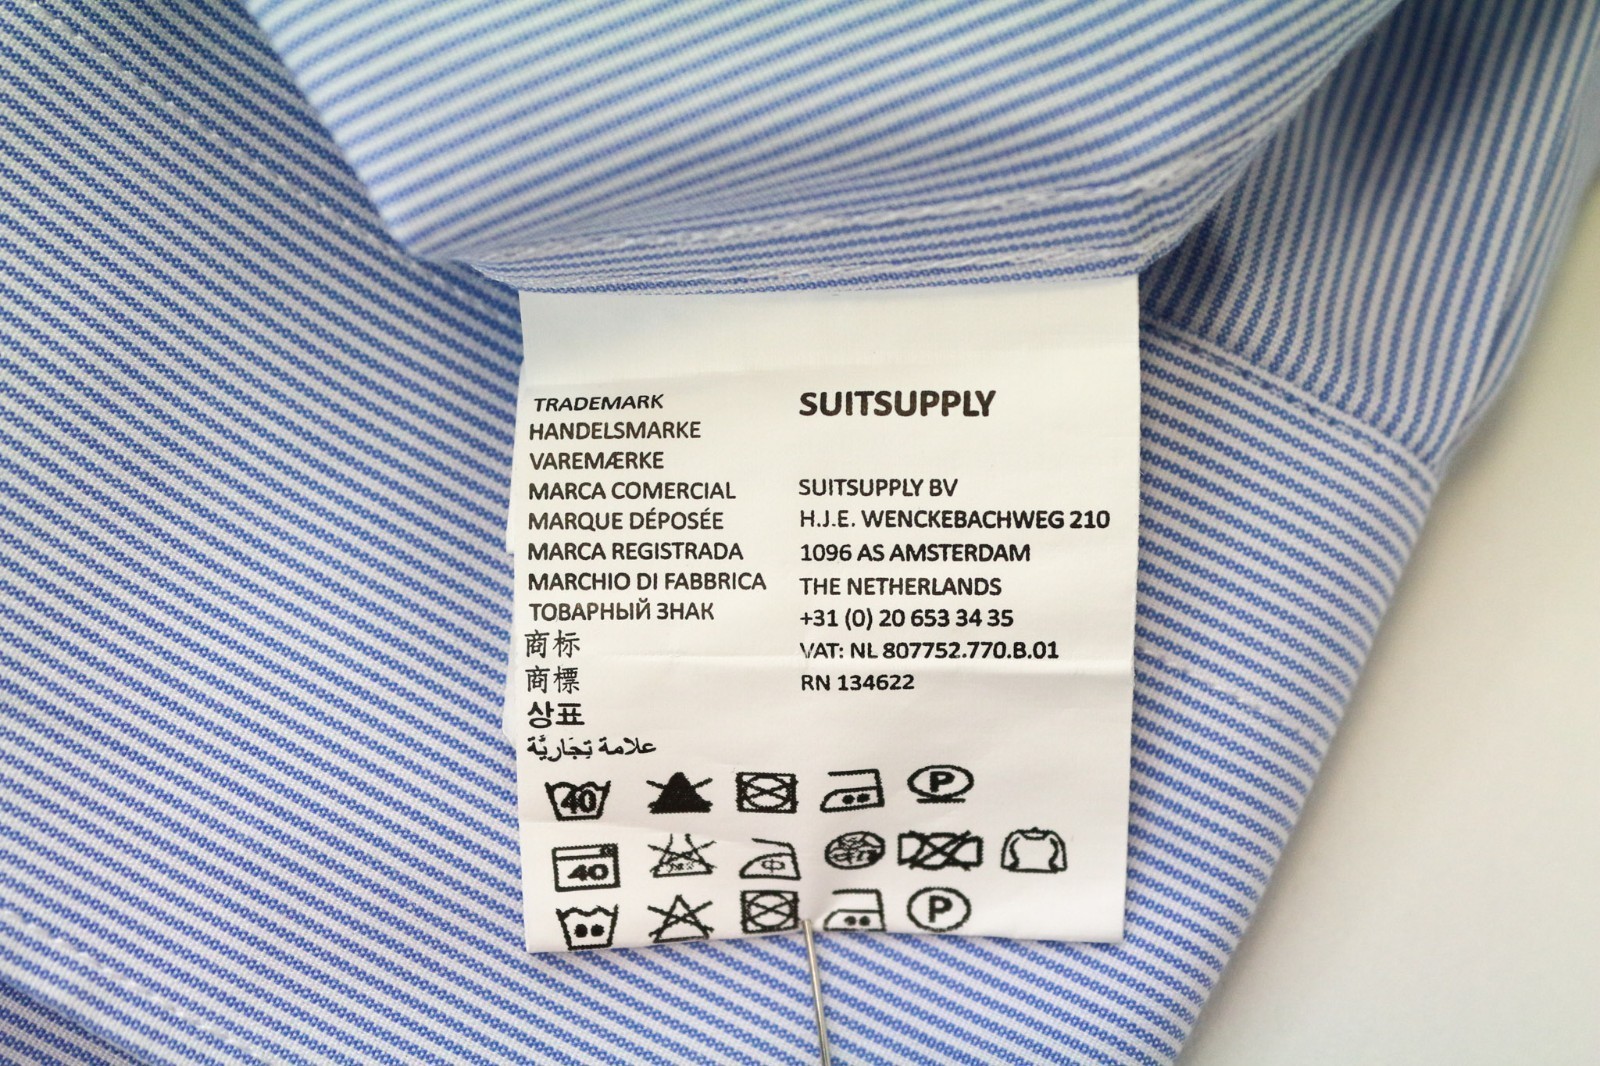 TRADEMARK
HANDELSMARKE
VAREMÆRKE
MARCA COMERCIAL
MARQUE DÉPOSÉE
MARCA REGISTRADA
MARCHIO DI FABBRICA
ТОВАРНЫЙ ЗНАК
商标
商標
상표
علامة تِجَاريَّة
SUITSUPPLY
SUITSUPPLY BV
H.J.E. WENCKEBACHWEG 210
1096 AS AMSTERDAM
THE NETHERLANDS
+31 (0) 20 653 34 35
VAT: NL 807752.770.B.01
RN 134622
40 P
40 中
P